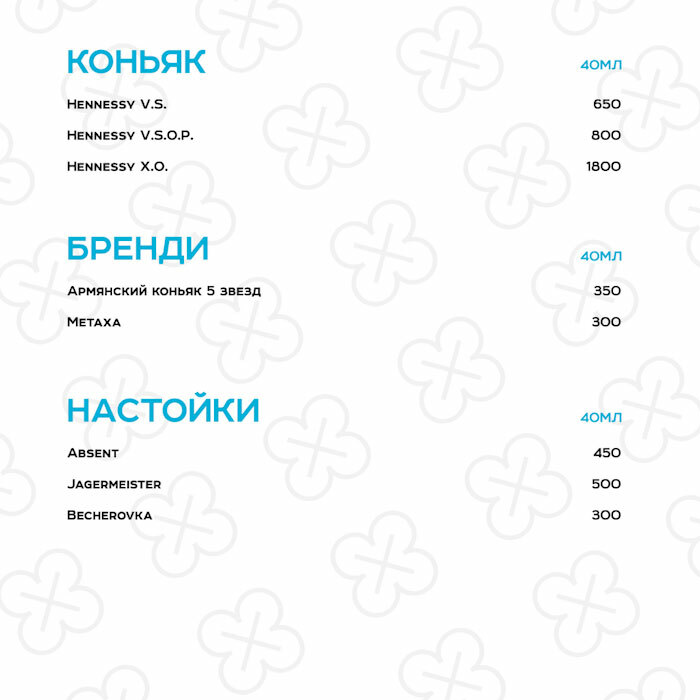 КОНЬЯК 40МЛ
HENNESSY V.S. 650
HENNESSY V.S.O.P. 800
HENNESSY X.O. 1800
БРЕНДИ 40МЛ
АРМЯНСКИЙ КОНЬЯК 5 ЗВЕЗД 350
МЕТАХА 300
НАСТОЙКИ 40МЛ
ABSENT 450
JAGERMEISTER 500
BECHEROVKA 300